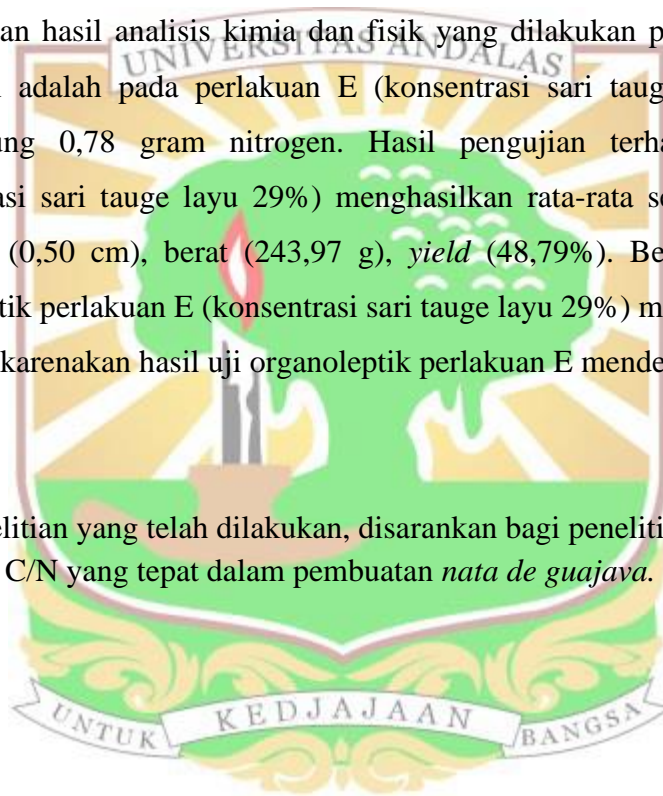 an hasil analisis kimia dan fisik yang dilakukan p
UNIVERSITAS ANDALAS
adalah pada perlakuan E (konsentrasi sari taug
ung 0,78 gram nitrogen. Hasil pengujian terha
asi sari tauge layu 29%) menghasilkan rata-rata se
(0,50 cm), berat (243,97 g), yield (48,79%). Be
tik perlakuan E (konsentrasi sari tauge layu 29%) m
karenakan hasil uji organoleptik perlakuan E mende
elitian yang telah dilakukan, disarankan bagi peneliti
C/N yang tepat dalam pembuatan nata de guajava.
UNTUK KEDJAJAAN BANGSA